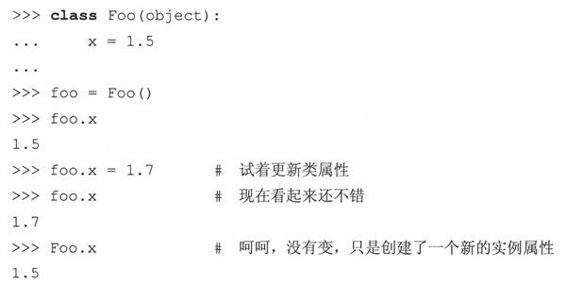 >>> class Foo(object):
...     x = 1.5
...
>>> foo = Foo()
>>> foo.x
1.5
>>> foo.x = 1.7      #  试着更新类属性
>>> foo.x            #  现在看起来还不错
1.7
>>> Foo.x            #  呵呵，没有变，只是创建了一个新的实例属性
1.5